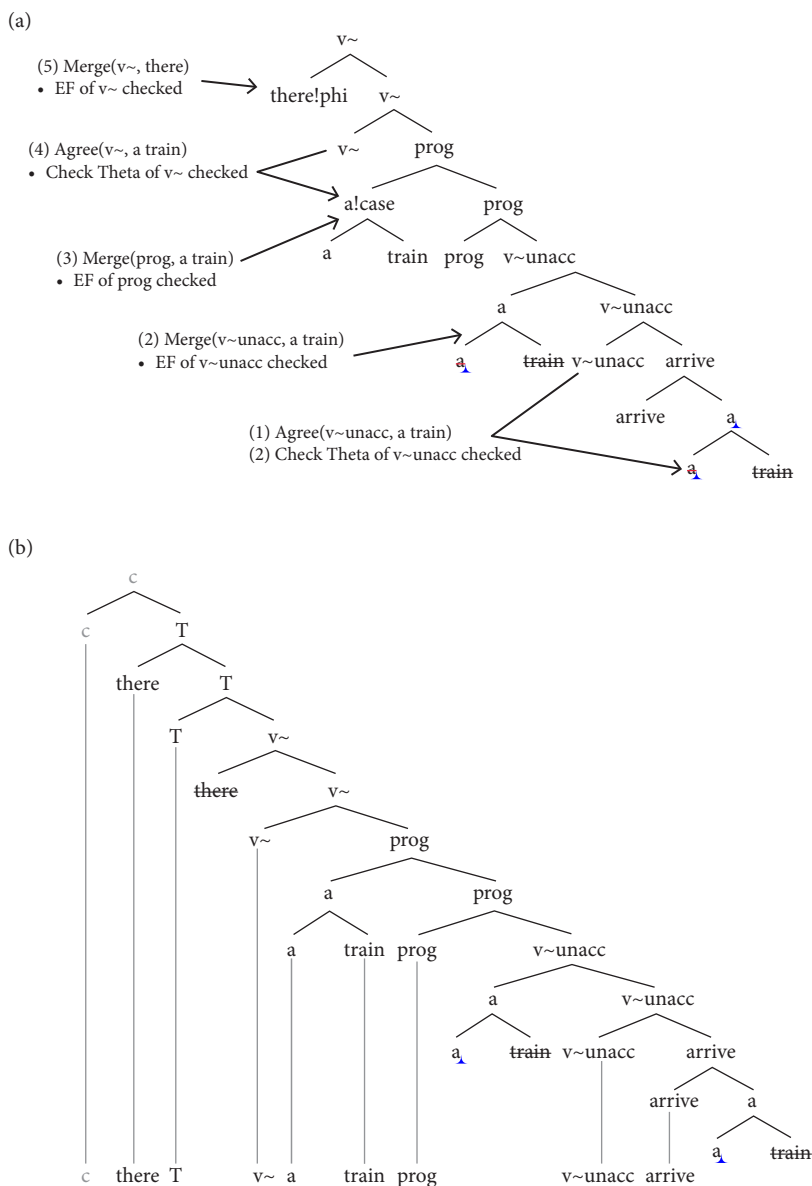 (a)
v~
(5) Merge(v~, there)
• EF of v~ checked
there!phi v~
(4) Agree(v~, a train)
• Check Theta of v~ checked
v~ prog
a!case prog
(3) Merge(prog, a train)
• EF of prog checked
a train prog v~unacc
a v~unacc
(2) Merge(v~unacc, a train)
• EF of v~unacc checked
a train v~unacc arrive
arrive a
(1) Agree(v~unacc, a train)
(2) Check Theta of v~unacc checked
a train
(b)
c
c T
there T
T v~
there v~
v~ prog
a prog
a train prog v~unacc
a v~unacc
a train v~unacc arrive
arrive a
a train
c there T v~ a train prog v~unacc arrive